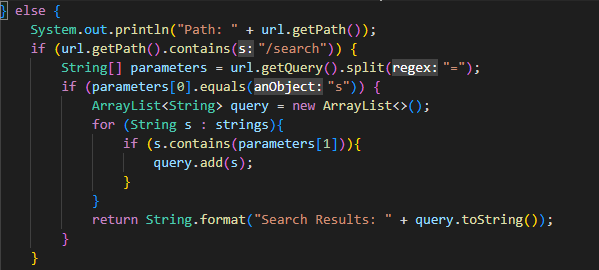 } else {
System.out.println("Path: " + url.getPath());
if (url.getPath().contains(s: "/search")) {
String[] parameters = url.getQuery().split(regex: "=");
if (parameters[0].equals(anObject: "s")) {
ArrayList<String> query = new ArrayList<>();
for (String s : strings){
if (s.contains(parameters[1])){
query.add(s);
}
}
return String.format("Search Results: " + query.toString());
}
}